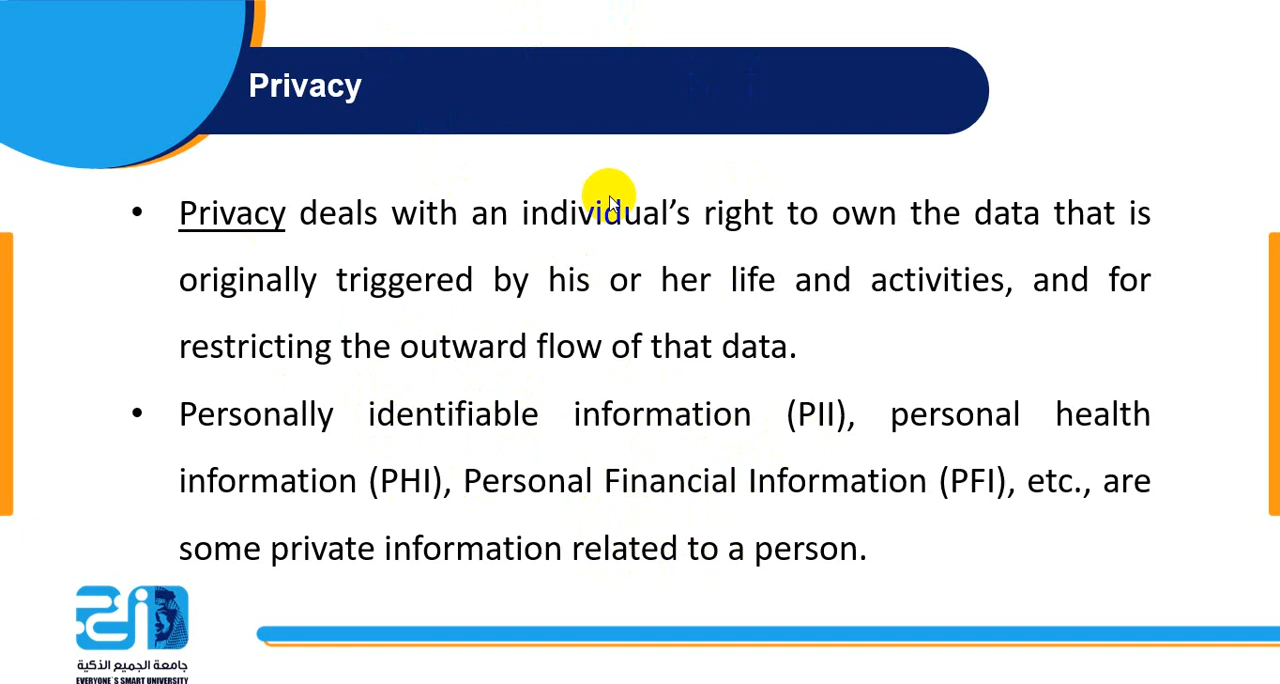 Privacy
• Privacy deals with an individual’s right to own the data that is
originally triggered by his or her life and activities, and for
restricting the outward flow of that data.
• Personally identifiable information (PII), personal health
information (PHI), Personal Financial Information (PFI), etc., are
some private information related to a person.
جامعة الجميع الذكية
EVERYONE`S SMART UNIVERSITY